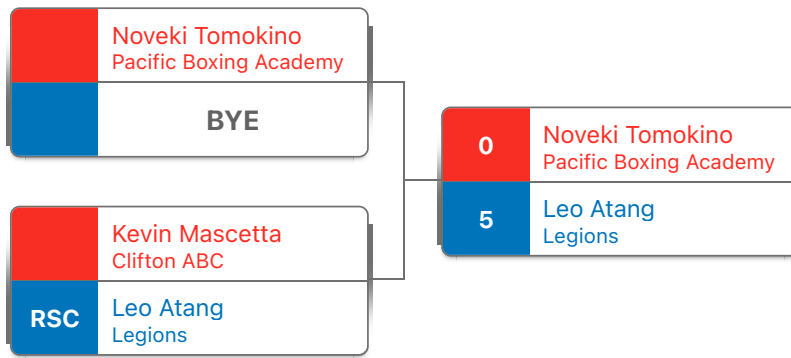 Noveki Tomokino
Pacific Boxing Academy
BYE
Kevin Mascetta
Clifton ABC
RSC
Leo Atang
Legions
0
Noveki Tomokino
Pacific Boxing Academy
5
Leo Atang
Legions